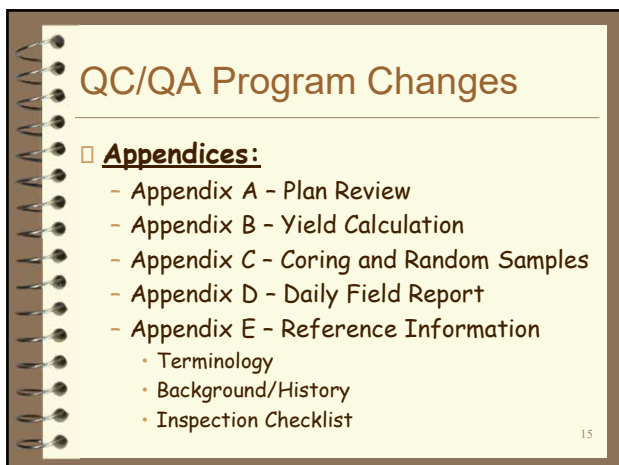 QC/QA Program Changes
Appendices:
– Appendix A – Plan Review
– Appendix B – Yield Calculation
– Appendix C – Coring and Random Samples
– Appendix D – Daily Field Report
– Appendix E – Reference Information
• Terminology
• Background/History
• Inspection Checklist
15